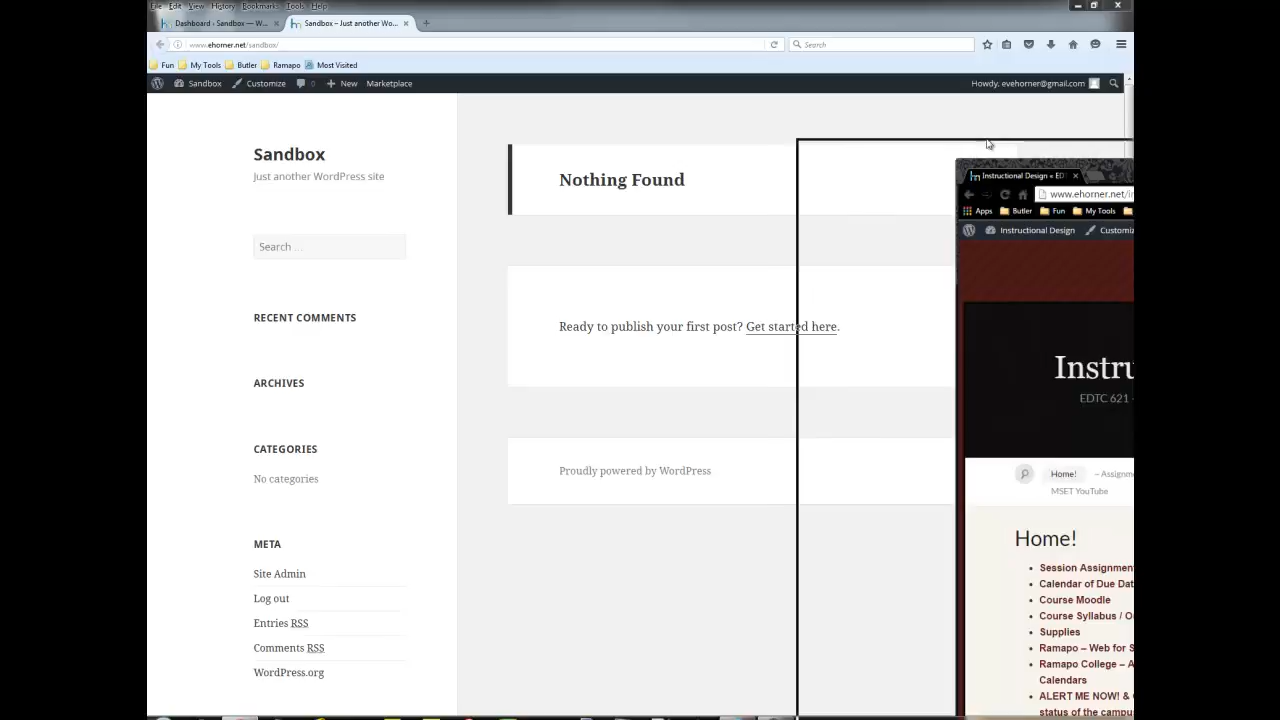 File Edit View History Bookmarks Tools Help
Dashboard ‹ Sandbox — W...
Sandbox – Just another Wo...
www.ehorner.net/sandbox/
Search
Fun My Tools Butler Ramapo Most Visited
Sandbox Customize 0 New Marketplace
Howdy, evehorner@gmail.com
Sandbox
Just another WordPress site
Search ...
RECENT COMMENTS
ARCHIVES
CATEGORIES
No categories
META
Site Admin
Log out
Entries RSS
Comments RSS
WordPress.org
Nothing Found
Ready to publish your first post? Get started here.
Proudly powered by WordPress
Instructional Design « ED
www.ehorner.net/i
Apps Butler Fun My Tools
Instructional Design Customiz
Instru
EDTC 621
Home! – Assignm
MSET YouTube
Home!
Session Assignmen
Calendar of Due Dat
Course Moodle
Course Syllabus / O
Supplies
Ramapo – Web for S
Ramapo College – A
Calendars
ALERT ME NOW! &
status of the campu